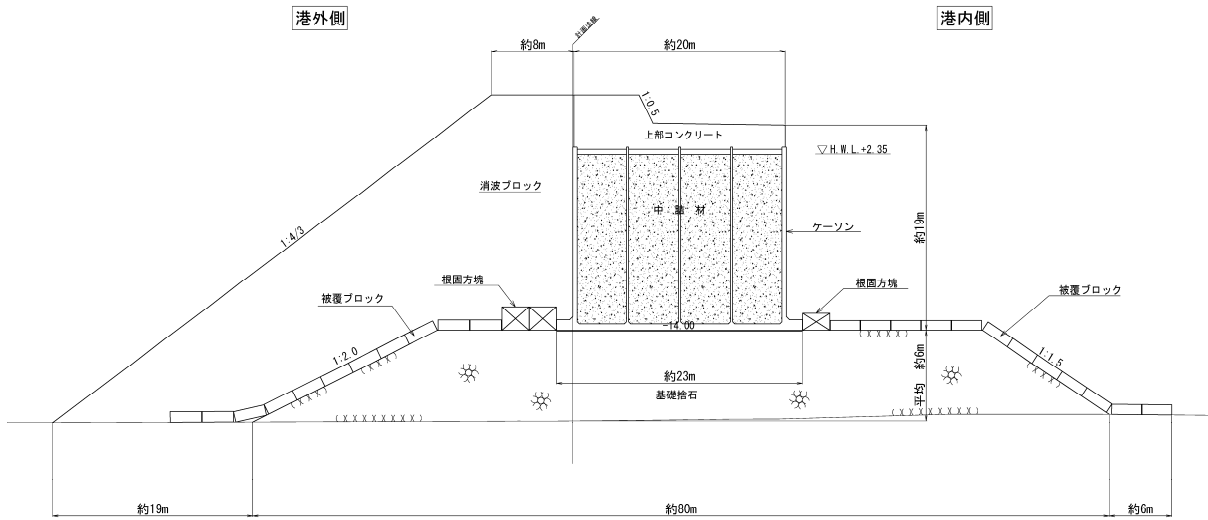 港外側
港内側
計画法線
約8m
約20m
1:0.5
上部コンクリート
▽H.W.L.+2.35
消波ブロック
中詰材
ケーソン
約19m
1:4/3
根固方塊
根固方塊
被覆ブロック
被覆ブロック
-14.00
1:2.0
1:1.5
約23m
平均 約6m
基礎捨石
約19m
約80m
約6m